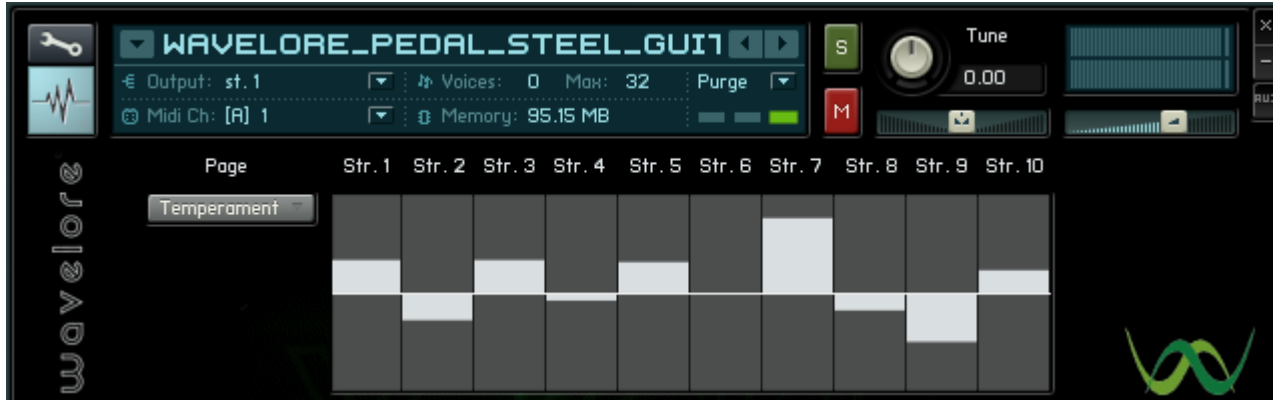 WAVELORE_PEDAL_STEEL_GUIT
S
Tune
0.00
×
-
Output: st. 1
Voices: 0 Max: 32
Purge
Midi Ch: [A] 1
Memory: 95.15 MB
M
wavelore
Page
Str. 1 Str. 2 Str. 3 Str. 4 Str. 5 Str. 6 Str. 7 Str. 8 Str. 9 Str. 10
Temperament